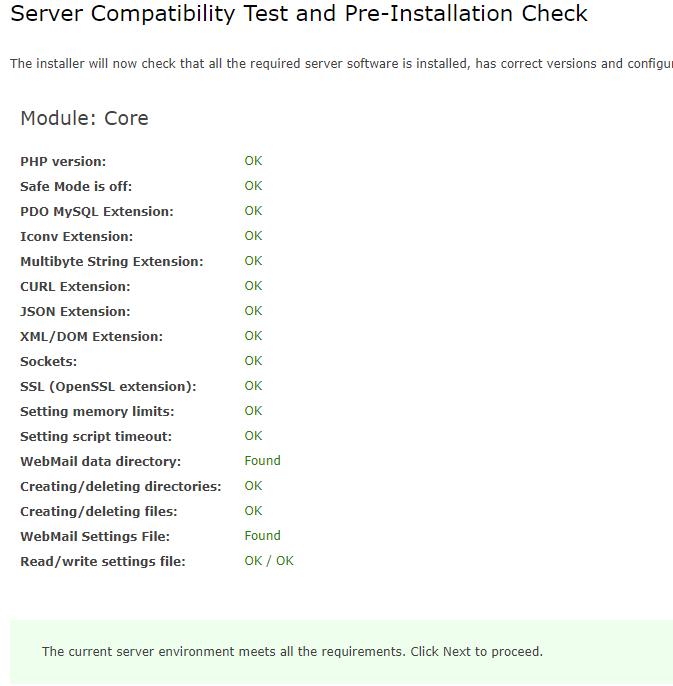 Server Compatibility Test and Pre-Installation Check
The installer will now check that all the required server software is installed, has correct versions and configu
Module: Core
PHP version: OK
Safe Mode is off: OK
PDO MySQL Extension: OK
Iconv Extension: OK
Multibyte String Extension: OK
CURL Extension: OK
JSON Extension: OK
XML/DOM Extension: OK
Sockets: OK
SSL (OpenSSL extension): OK
Setting memory limits: OK
Setting script timeout: OK
WebMail data directory: Found
Creating/deleting directories: OK
Creating/deleting files: OK
WebMail Settings File: Found
Read/write settings file: OK / OK
The current server environment meets all the requirements. Click Next to proceed.